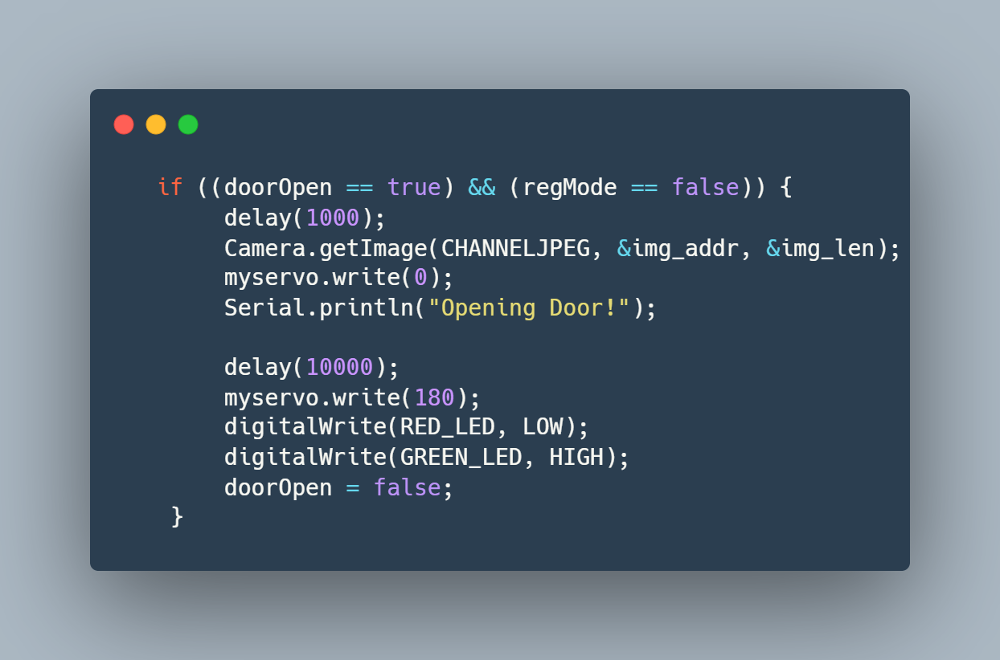 if ((doorOpen == true) && (regMode == false)) {
delay(1000);
Camera.getImage(CHANNELJPEG, &img_addr, &img_len);
myservo.write(0);
Serial.println("Opening Door!");
delay(10000);
myservo.write(180);
digitalWrite(RED_LED, LOW);
digitalWrite(GREEN_LED, HIGH);
doorOpen = false;
}